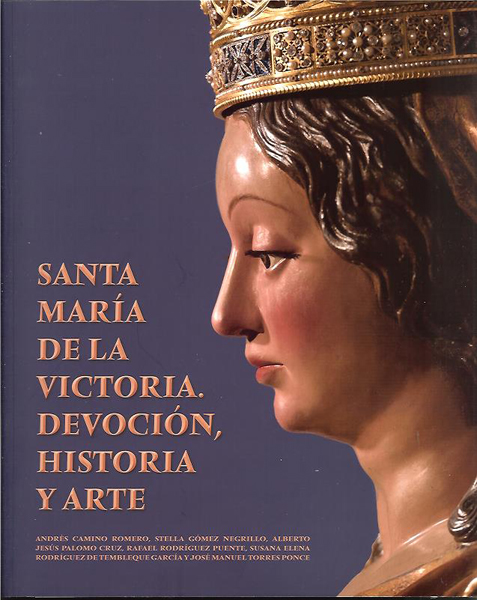 SANTA
MARÍA
DE LA
VICTORIA.
DEVOCIÓN,
HISTORIA
Y ARTE
ANDRÉS CAMINO ROMERO, STELLA GÓMEZ NEGRILLO, ALBERTO
JESÚS PALOMO CRUZ, RAFAEL RODRÍGUEZ PUENTE, SUSANA ELENA
RODRÍGUEZ DE TEMBLEQUE GARCÍA Y JOSÉ MANUEL TORRES PONCE